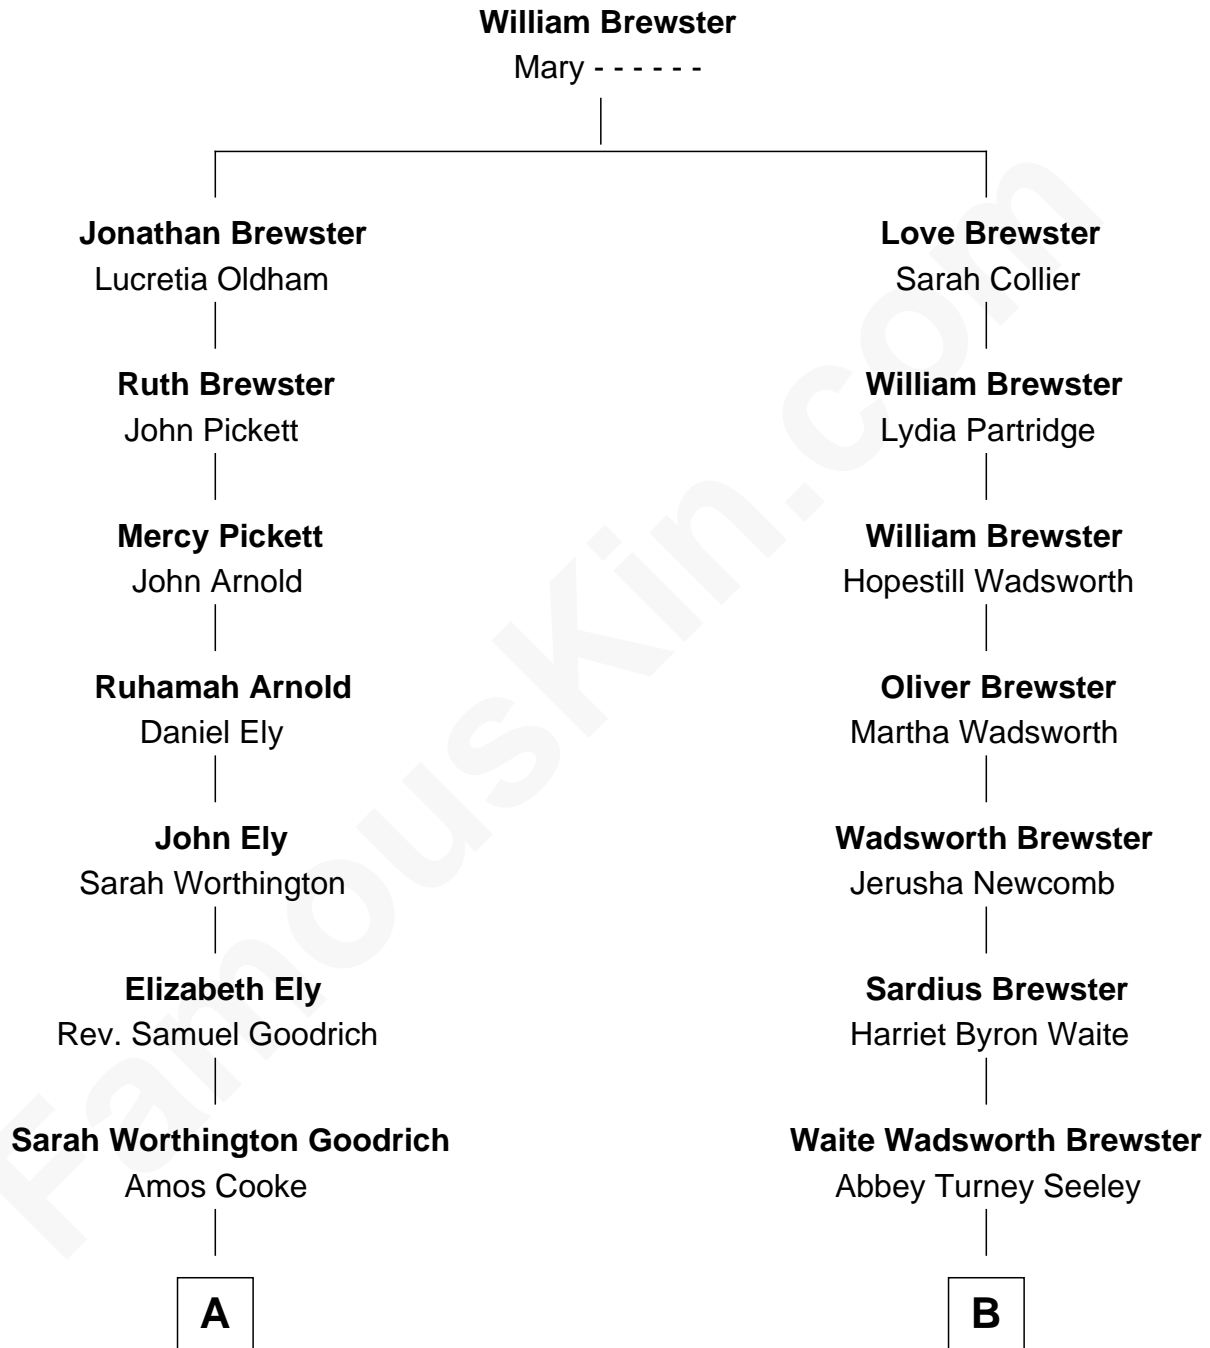 William Brewster
Mary - - - - - -
Jonathan Brewster
Lucretia Oldham
Love Brewster
Sarah Collier
Ruth Brewster
John Pickett
William Brewster
Lydia Partridge
Mercy Pickett
John Arnold
William Brewster
Hopestill Wadsworth
Ruhamah Arnold
Daniel Ely
Oliver Brewster
Martha Wadsworth
John Ely
Sarah Worthington
Wadsworth Brewster
Jerusha Newcomb
Elizabeth Ely
Rev. Samuel Goodrich
Sardius Brewster
Harriet Byron Waite
Sarah Worthington Goodrich
Amos Cooke
Waite Wadsworth Brewster
Abbey Turney Seeley
A
B
FamousKin.com